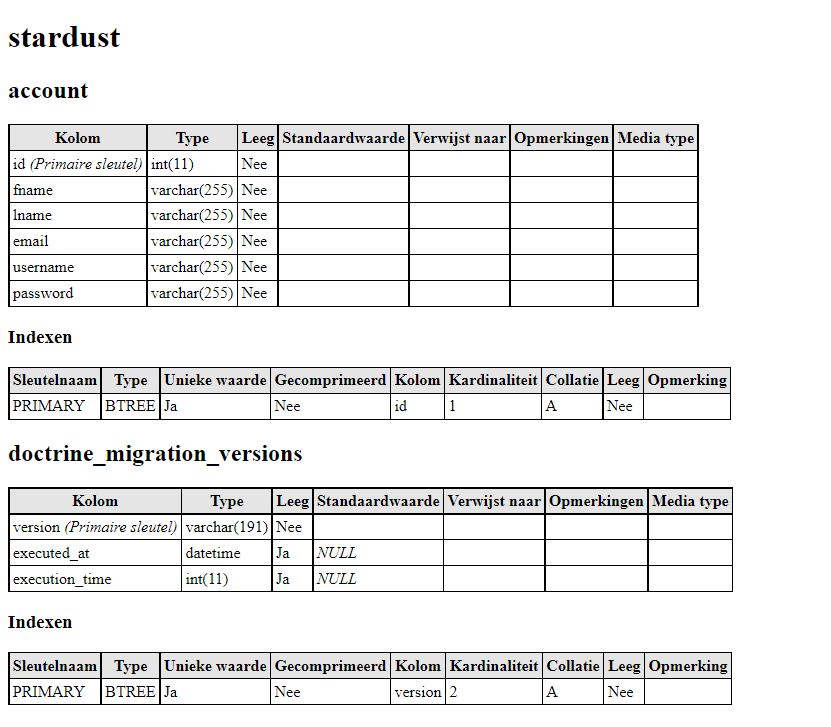 stardust
account
Kolom Type Leeg Standaardwaarde Verwijst naar Opmerkingen Media type
id (Primaire sleutel) int(11) Nee
fname varchar(255) Nee
lname varchar(255) Nee
email varchar(255) Nee
username varchar(255) Nee
password varchar(255) Nee
Indexen
Sleutelnaam Type Unieke waarde Gecomprimeerd Kolom Kardinaliteit Collatie Leeg Opmerking
PRIMARY BTREE Ja Nee id 1 A Nee
doctrine_migration_versions
Kolom Type Leeg Standaardwaarde Verwijst naar Opmerkingen Media type
version (Primaire sleutel) varchar(191) Nee
executed_at datetime Ja NULL
execution_time int(11) Ja NULL
Indexen
Sleutelnaam Type Unieke waarde Gecomprimeerd Kolom Kardinaliteit Collatie Leeg Opmerking
PRIMARY BTREE Ja Nee version 2 A Nee